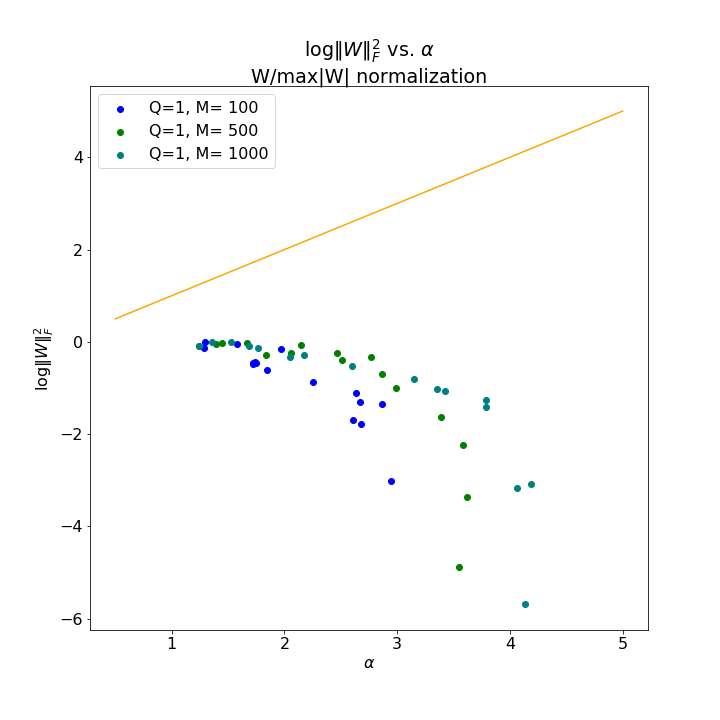 log‖W‖²_F vs. α
W/max|W| normalization
Q=1, M= 100
Q=1, M= 500
Q=1, M= 1000
4
2
0
−2
−4
−6
log‖W‖²_F
1 2 3 4 5
α